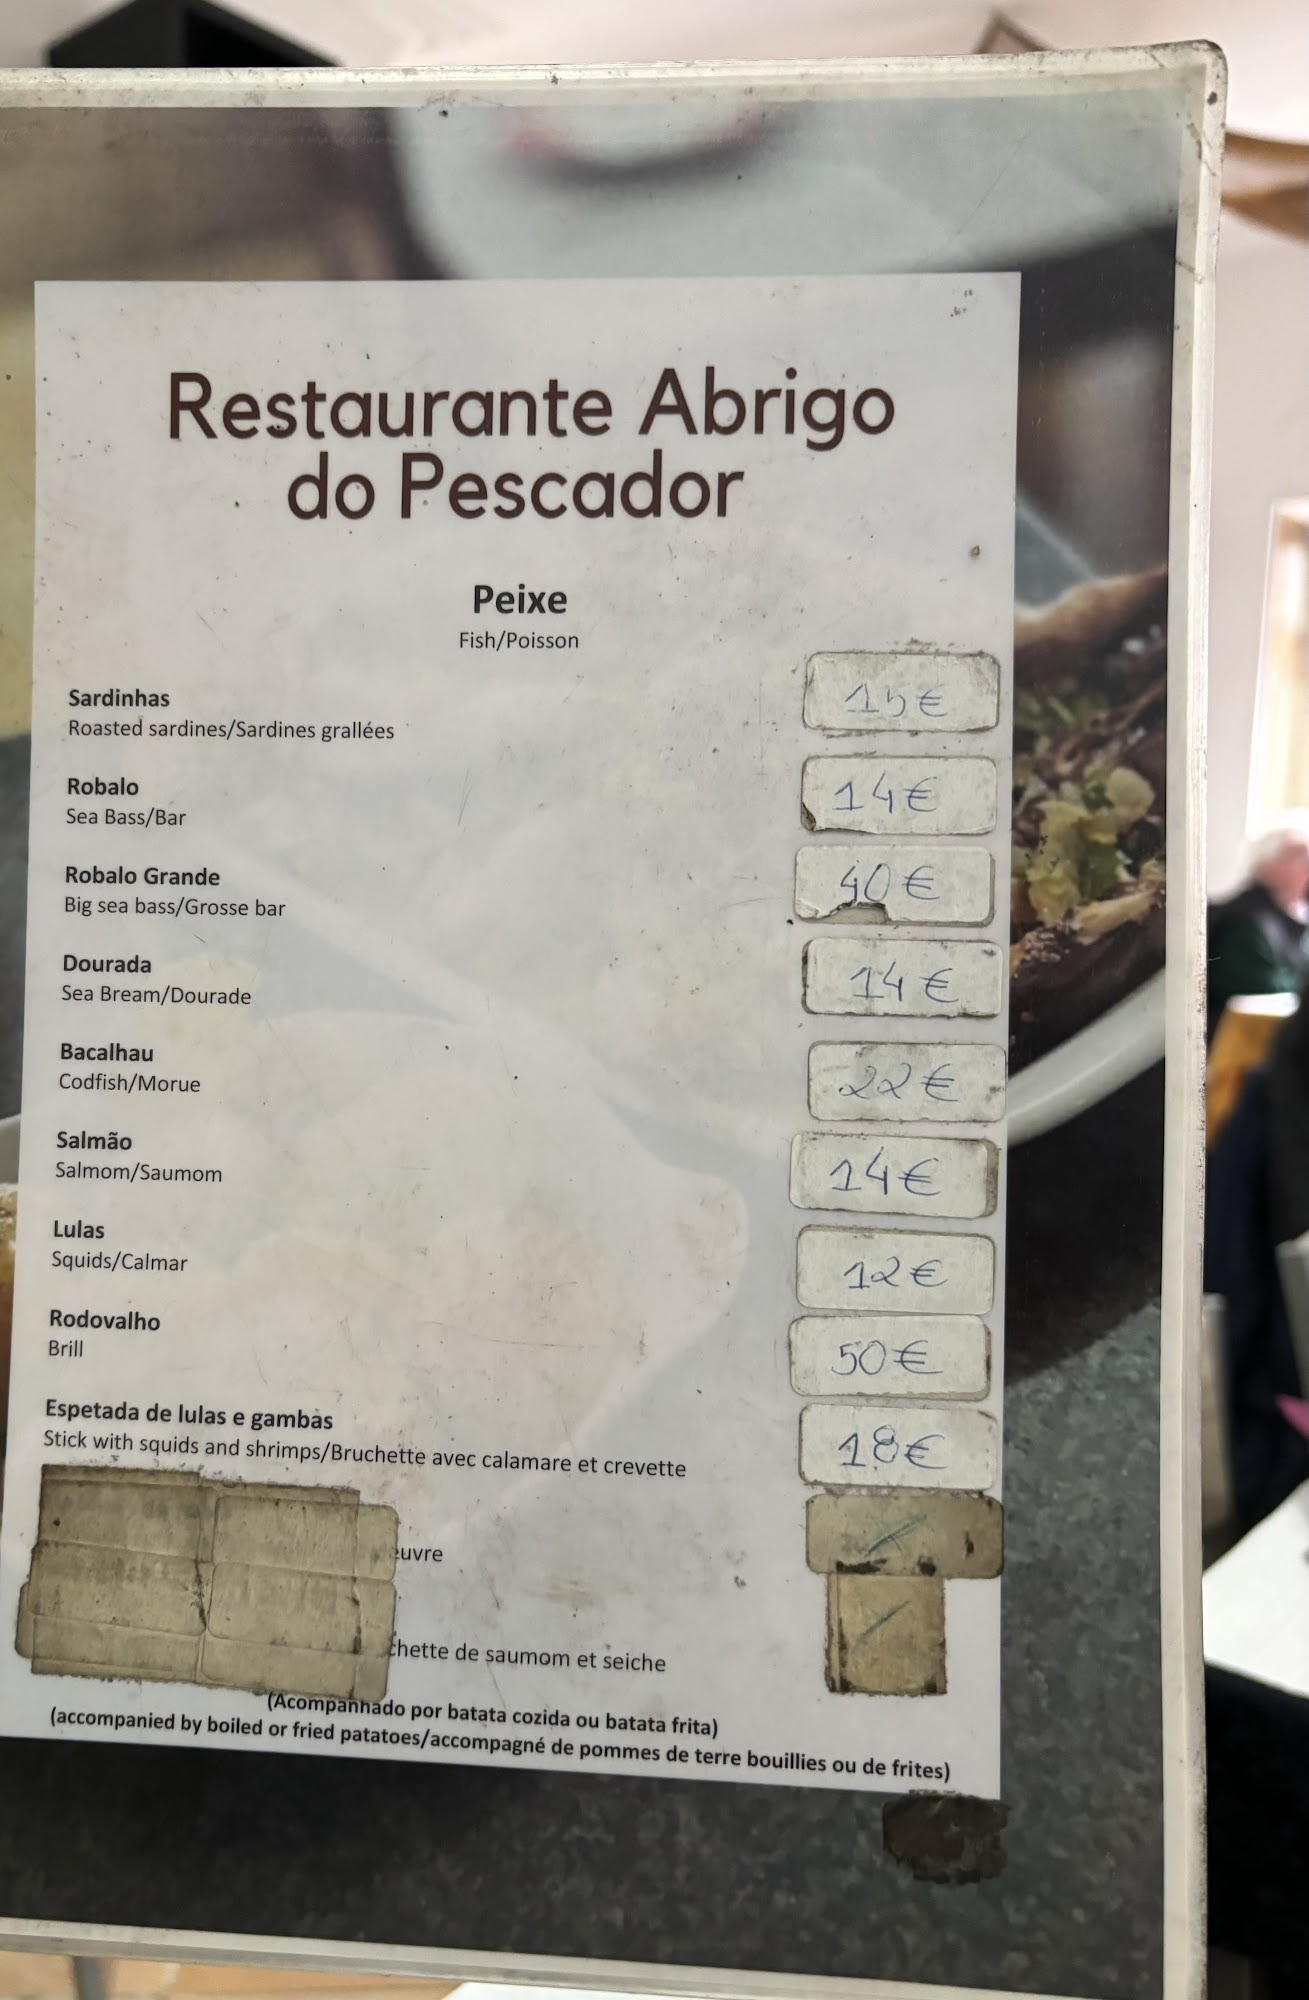 Restaurante Abrigo
do Pescador
Peixe
Fish/Poisson
Sardinhas
15€
Roasted sardines/Sardines grallées
Robalo
14€
Sea Bass/Bar
Robalo Grande
40€
Big sea bass/Grosse bar
Dourada
14€
Sea Bream/Dourade
Bacalhau
22€
Codfish/Morue
Salmão
14€
Salmom/Saumom
Lulas
12€
Squids/Calmar
Rodovalho
50€
Brill
Espetada de lulas e gambas
18€
Stick with squids and shrimps/Bruchette avec calamare et crevette
euvre
chette de saumom et seiche
(Acompanhado por batata cozida ou batata frita)
(accompanied by boiled or fried patatoes/accompagné de pommes de terre bouillies ou de frites)